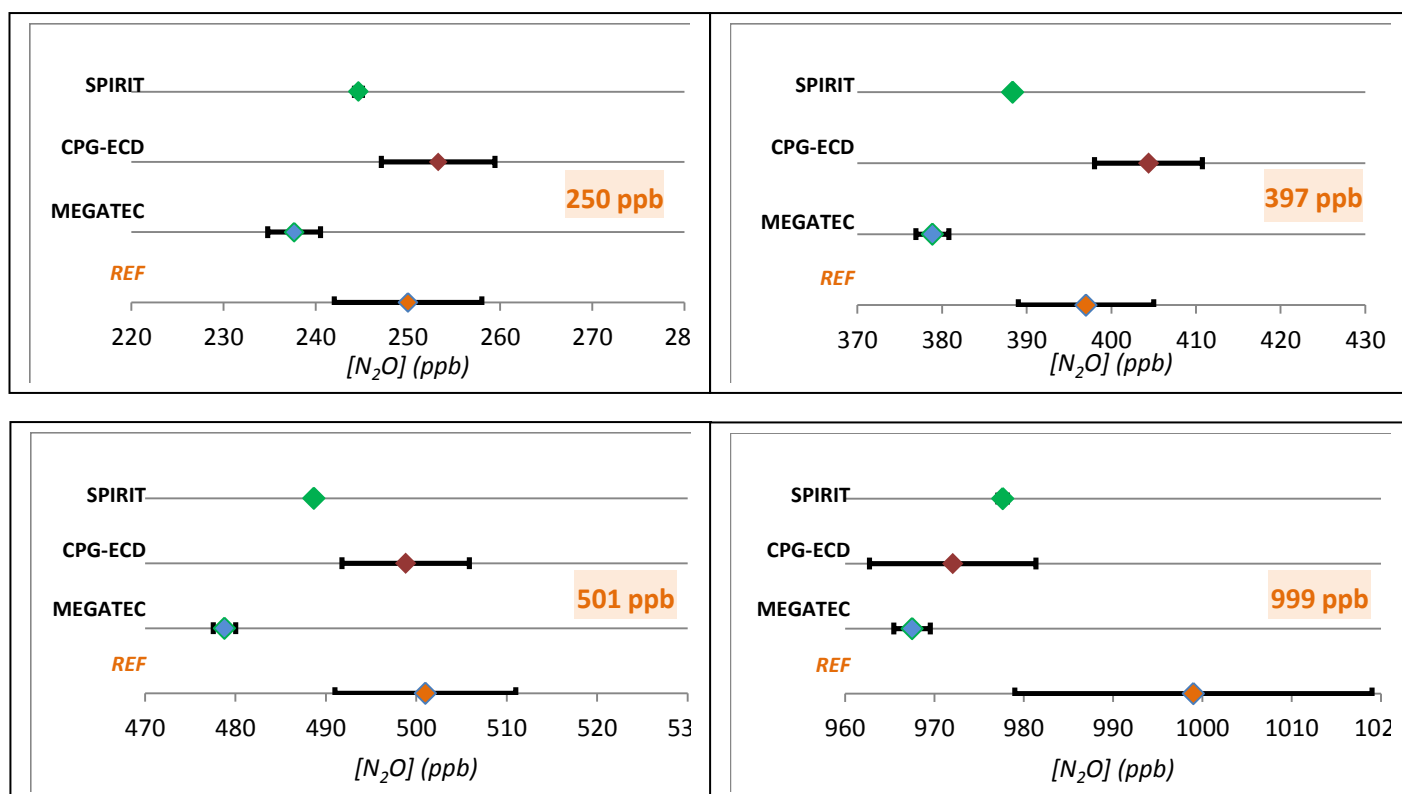 SPIRIT
CPG-ECD
250 ppb
MEGATEC
REF
220 230 240 250 260 270 28
[N₂O] (ppb)
SPIRIT
CPG-ECD
397 ppb
MEGATEC
REF
370 380 390 400 410 420 430
[N₂O] (ppb)
SPIRIT
CPG-ECD
501 ppb
MEGATEC
REF
470 480 490 500 510 520 53
[N₂O] (ppb)
SPIRIT
CPG-ECD
999 ppb
MEGATEC
REF
960 970 980 990 1000 1010 102
[N₂O] (ppb)